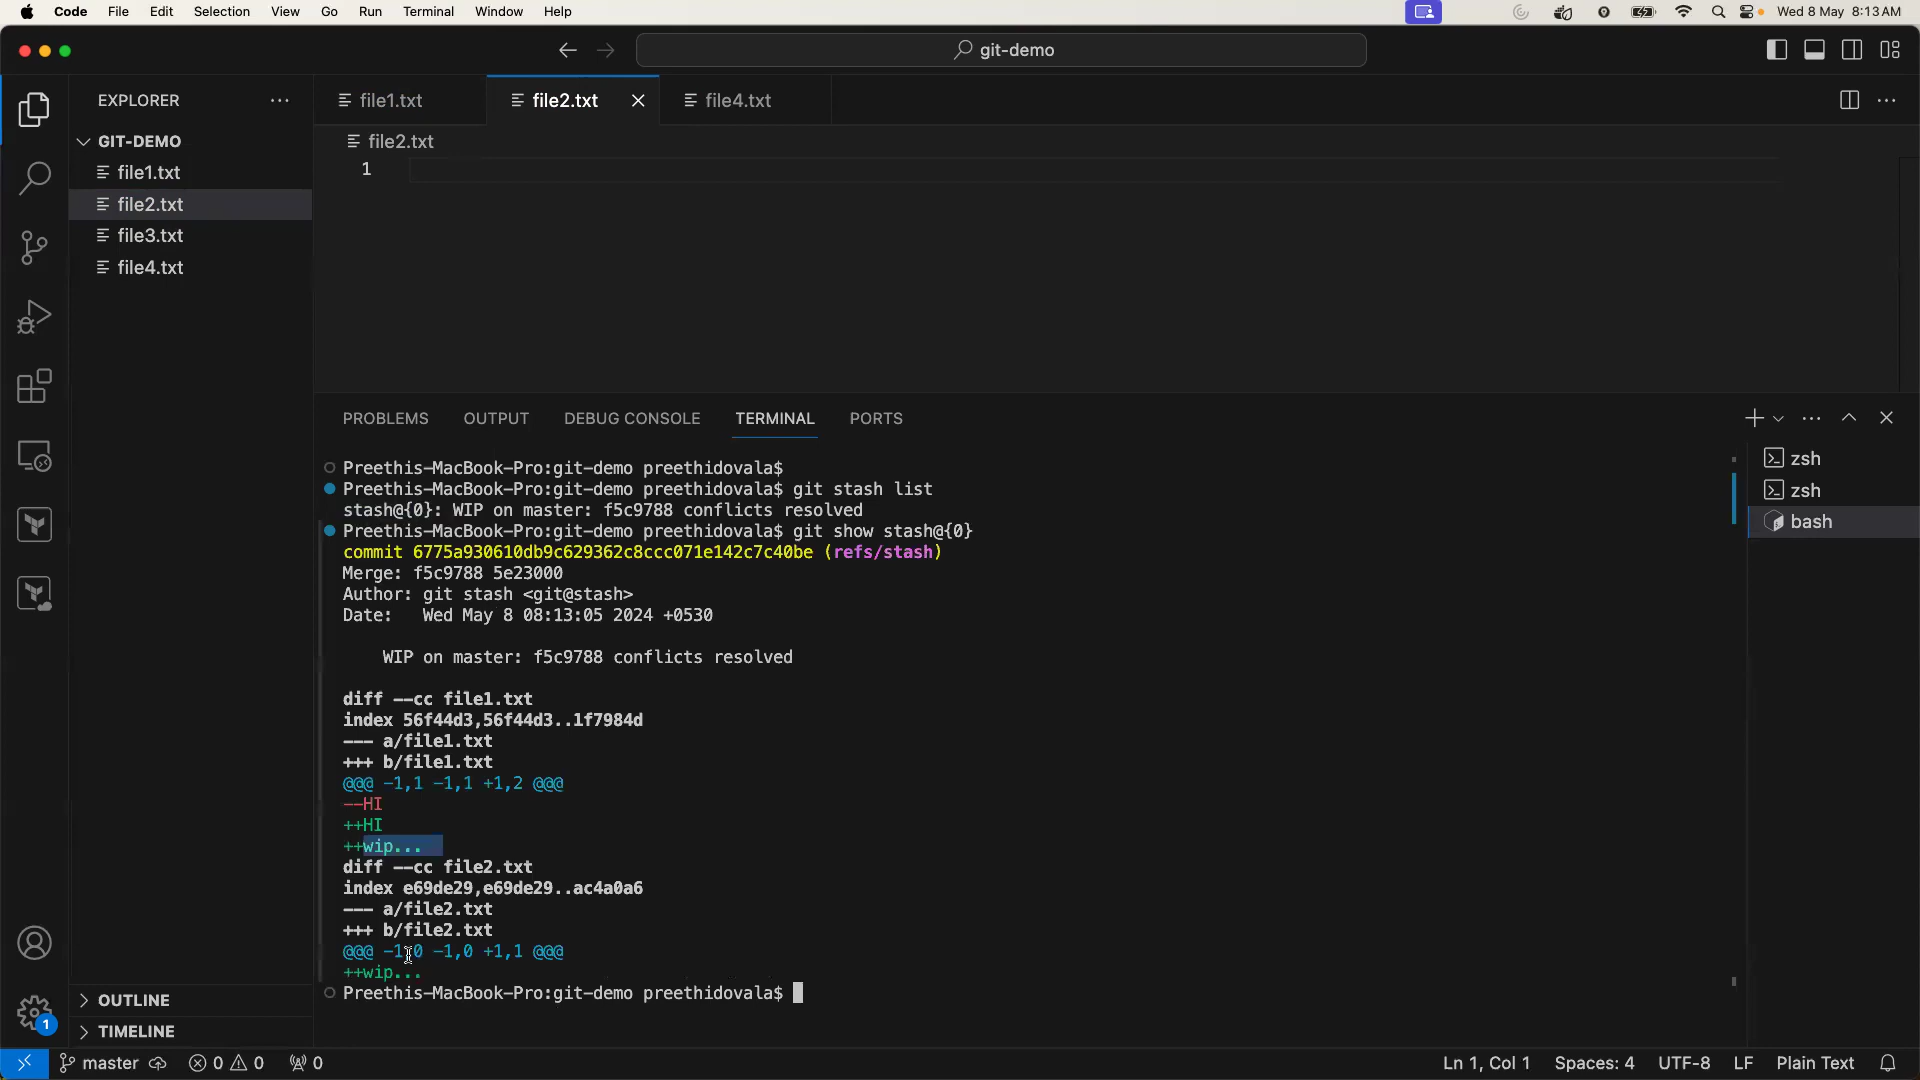 Code File Edit Selection View Go Run Terminal Window Help Wed 8 May 8:13 AM
git-demo
EXPLORER
file1.txt file2.txt file4.txt
GIT-DEMO
file2.txt
file1.txt
1
file2.txt
file3.txt
file4.txt
PROBLEMS OUTPUT DEBUG CONSOLE TERMINAL PORTS
Preethis-MacBook-Pro:git-demo preethidovala$
Preethis-MacBook-Pro:git-demo preethidovala$ git stash list
stash@{0}: WIP on master: f5c9788 conflicts resolved
Preethis-MacBook-Pro:git-demo preethidovala$ git show stash@{0}
commit 6775a930610db9c629362c8ccc071e142c7c40be (refs/stash)
Merge: f5c9788 5e23000
Author: git stash <git@stash>
Date:   Wed May 8 08:13:05 2024 +0530
WIP on master: f5c9788 conflicts resolved
diff --cc file1.txt
index 56f44d3,56f44d3..1f7984d
--- a/file1.txt
+++ b/file1.txt
@@@ -1,1 -1,1 +1,2 @@@
--HI
++HI
++wip...
diff --cc file2.txt
index e69de29,e69de29..ac4a0a6
--- a/file2.txt
+++ b/file2.txt
@@@ -1,0 -1,0 +1,1 @@@
++wip...
Preethis-MacBook-Pro:git-demo preethidovala$
zsh
zsh
bash
OUTLINE
TIMELINE
1
master 0 0 0 Ln 1, Col 1 Spaces: 4 UTF-8 LF Plain Text